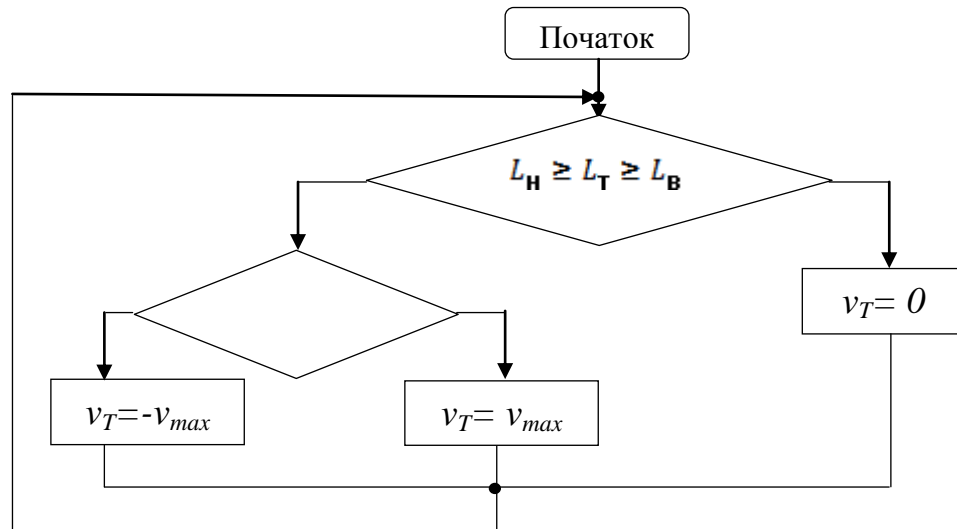 Початок
L_Н ≥ L_Т ≥ L_В
v_T= 0
v_T=-v_max
v_T= v_max